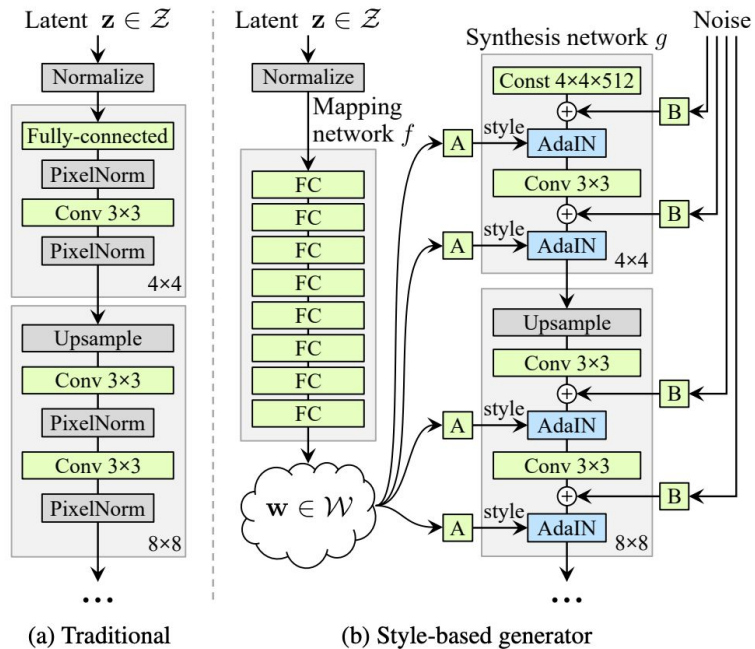 Latent z ∈ 𝒵
Normalize
Fully-connected
PixelNorm
Conv 3×3
PixelNorm
4×4
Upsample
Conv 3×3
PixelNorm
Conv 3×3
PixelNorm
8×8
...
(a) Traditional
Latent z ∈ 𝒵
Normalize
Mapping
network f
FC
FC
FC
FC
FC
FC
FC
FC
w ∈ 𝒲
A
style
A
style
A
style
A
style
Synthesis network g
Const 4×4×512
+
AdaIN
Conv 3×3
+
AdaIN
4×4
Upsample
Conv 3×3
+
AdaIN
Conv 3×3
+
AdaIN
8×8
...
Noise
B
B
B
B
(b) Style-based generator